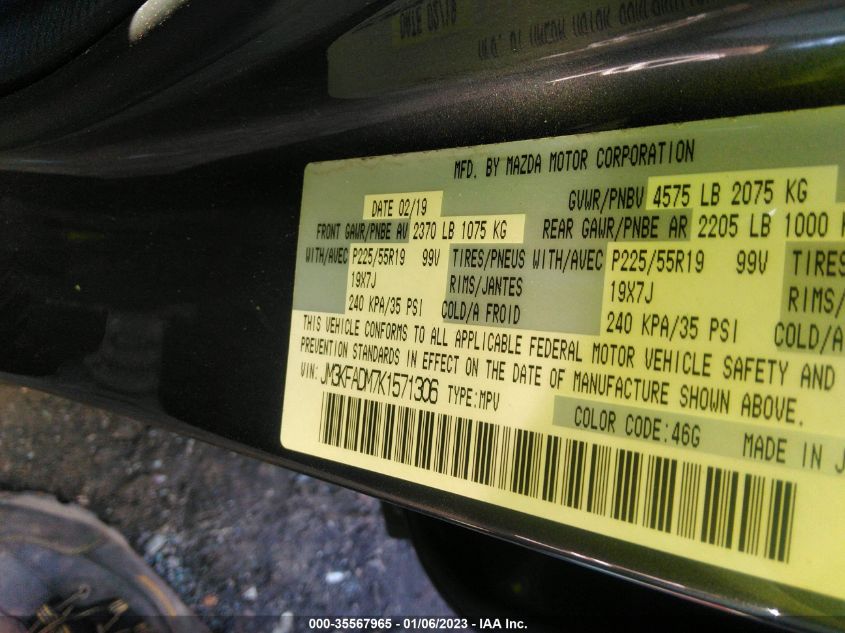 MFD. BY MAZDA MOTOR CORPORATION
DATE 02/19 GVWR/PNBV 4575 LB 2075 KG
FRONT GAWR/PNBE AV 2370 LB 1075 KG REAR GAWR/PNBE AR 2205 LB 1000
WITH/AVEC P225/55R19 99V TIRES/PNEUS WITH/AVEC P225/55R19 99V TIRES
19X7J RIMS/JANTES 19X7J RIMS/
240 KPA/35 PSI COLD/A FROID 240 KPA/35 PSI COLD/A
THIS VEHICLE CONFORMS TO ALL APPLICABLE FEDERAL MOTOR VEHICLE SAFETY AND
PREVENTION STANDARDS IN EFFECT ON THE DATE OF MANUFACTURE SHOWN ABOVE.
VIN: JM3KFADM7K1571306 TYPE:MPV
COLOR CODE:46G MADE IN J
000-35567965 01/06/2023 - IAA Inc.